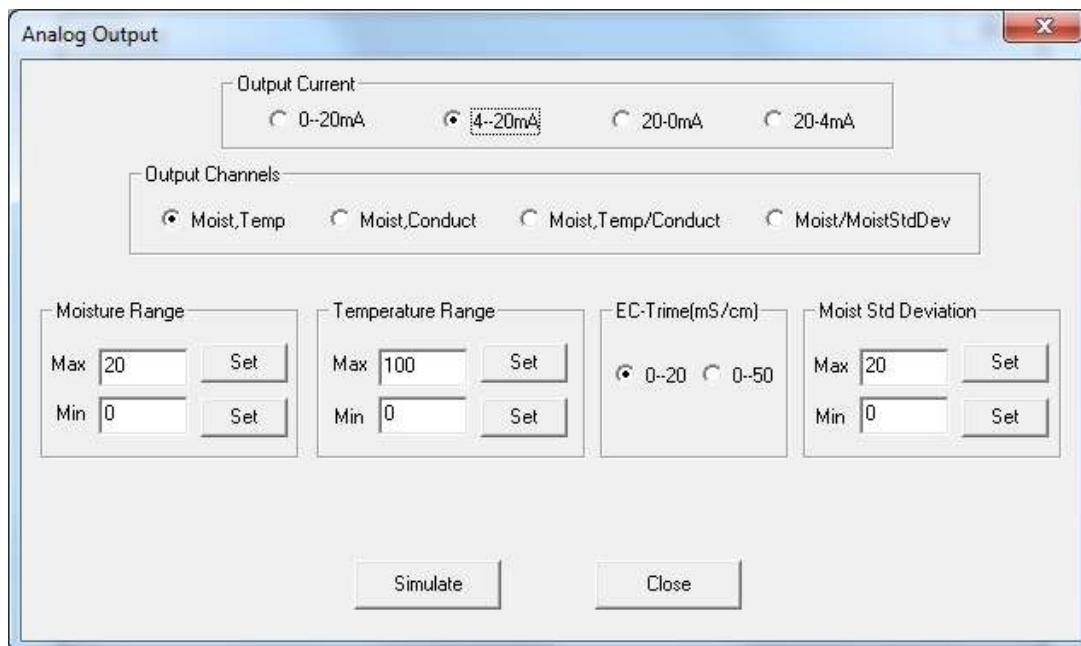 Analog Output
Output Current
0--20mA 4--20mA 20-0mA 20-4mA
Output Channels
Moist,Temp Moist,Conduct Moist,Temp/Conduct Moist/MoistStdDev
Moisture Range
Max 20 Set
Min 0 Set
Temperature Range
Max 100 Set
Min 0 Set
EC-Trime(mS/cm)
0--20 0--50
Moist Std Deviation
Max 20 Set
Min 0 Set
Simulate Close